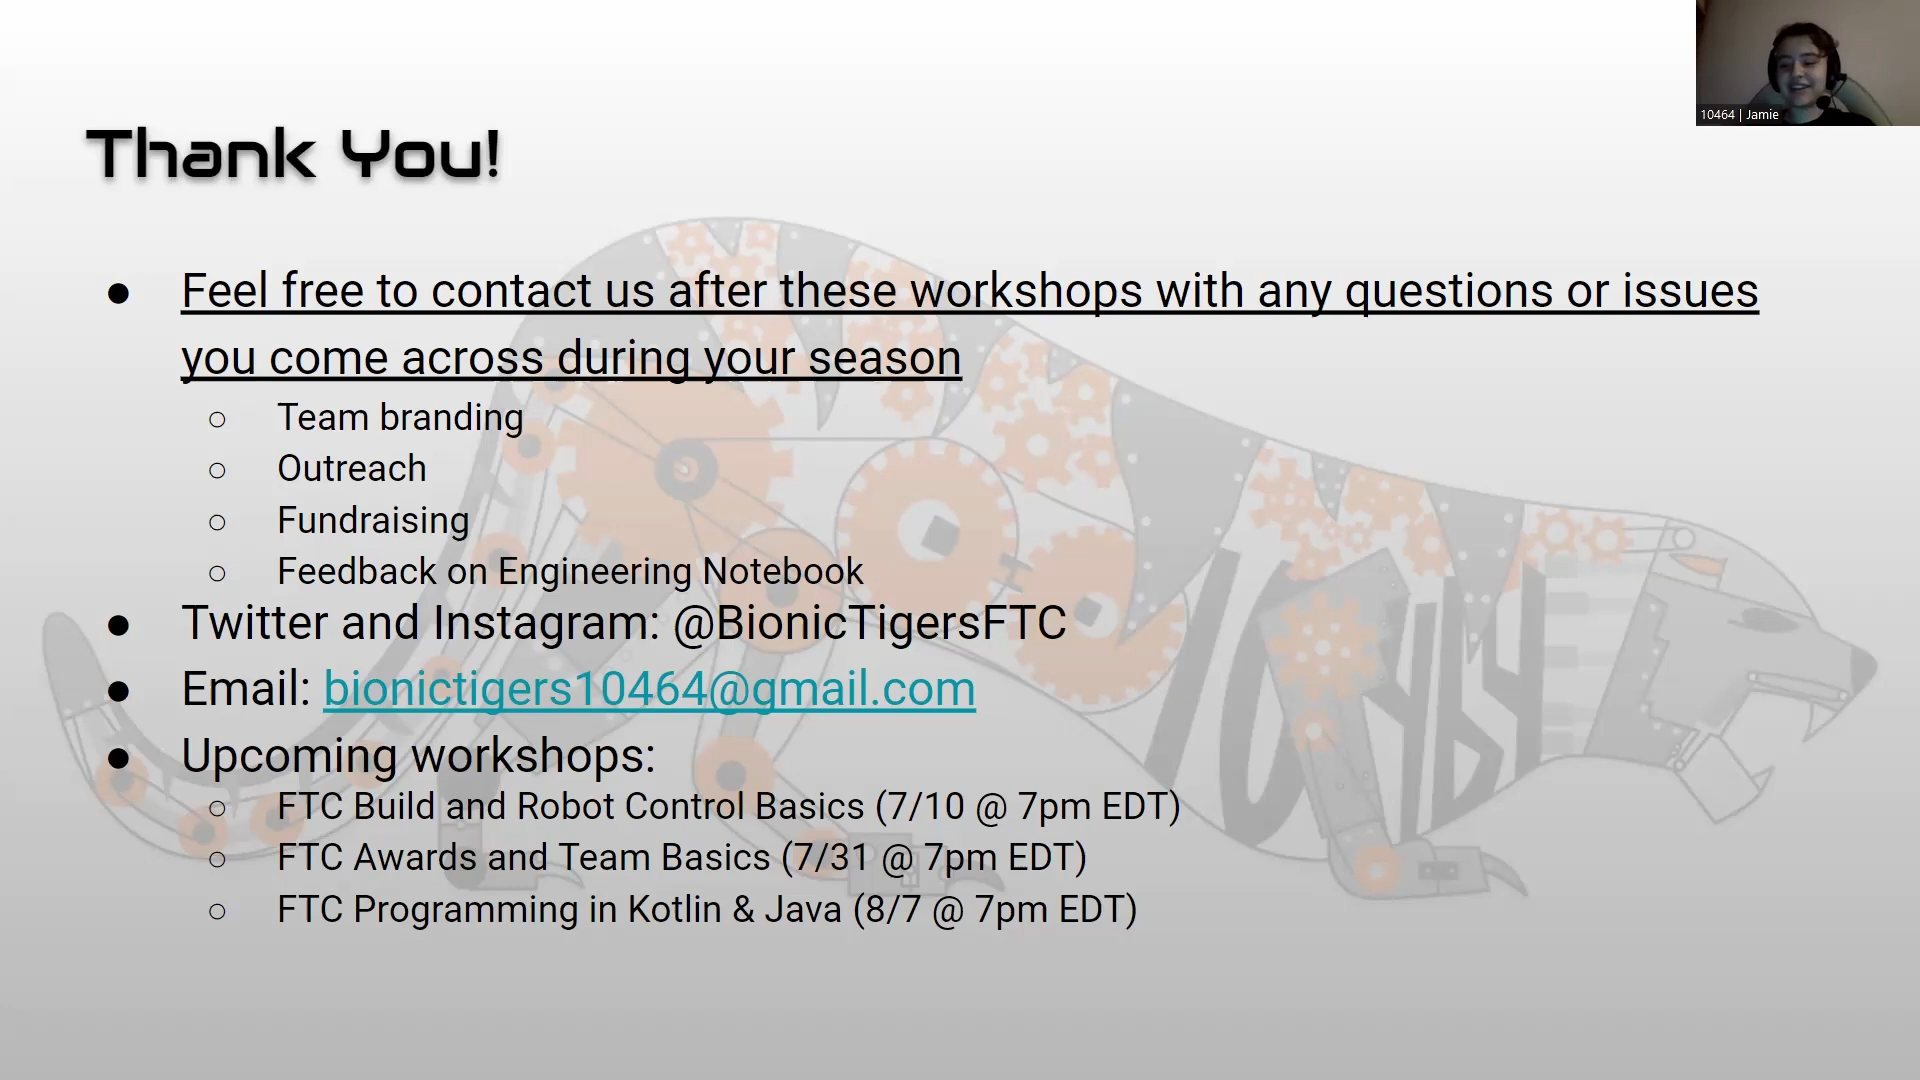 10464 | Jamie
Thank You!
● Feel free to contact us after these workshops with any questions or issues
you come across during your season
○ Team branding
○ Outreach
○ Fundraising
○ Feedback on Engineering Notebook
● Twitter and Instagram: @BionicTigersFTC
● Email: bionictigers10464@gmail.com
● Upcoming workshops:
○ FTC Build and Robot Control Basics (7/10 @ 7pm EDT)
○ FTC Awards and Team Basics (7/31 @ 7pm EDT)
○ FTC Programming in Kotlin & Java (8/7 @ 7pm EDT)
10464